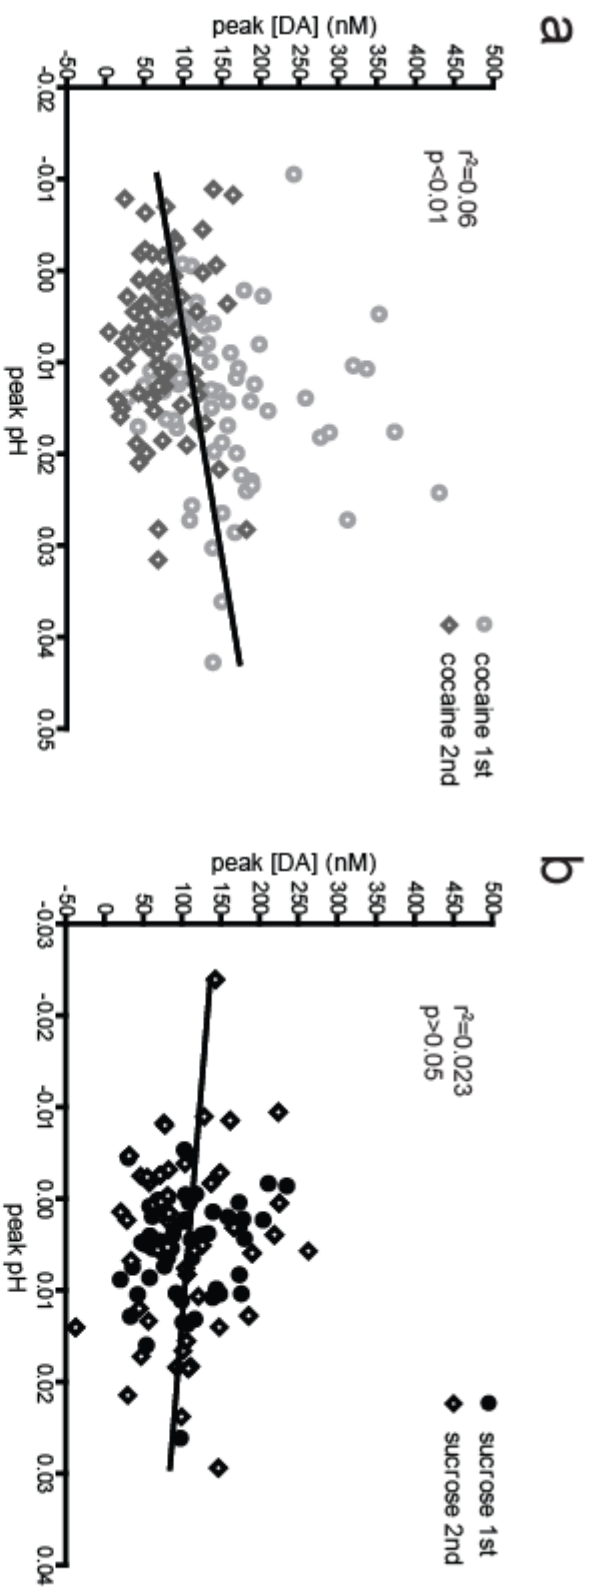 a
peak [DA] (nM)
500
450
400
350
300
250
200
150
100
50
0
-50
-0.02
-0.01
0.00
0.01
0.02
0.03
0.04
0.05
peak pH
r²=0.06
p<0.01
cocaine 1st
cocaine 2nd
b
peak [DA] (nM)
500
450
400
350
300
250
200
150
100
50
0
-50
-0.03
-0.02
-0.01
0.00
0.01
0.02
0.03
0.04
peak pH
r²=0.023
p>0.05
sucrose 1st
sucrose 2nd